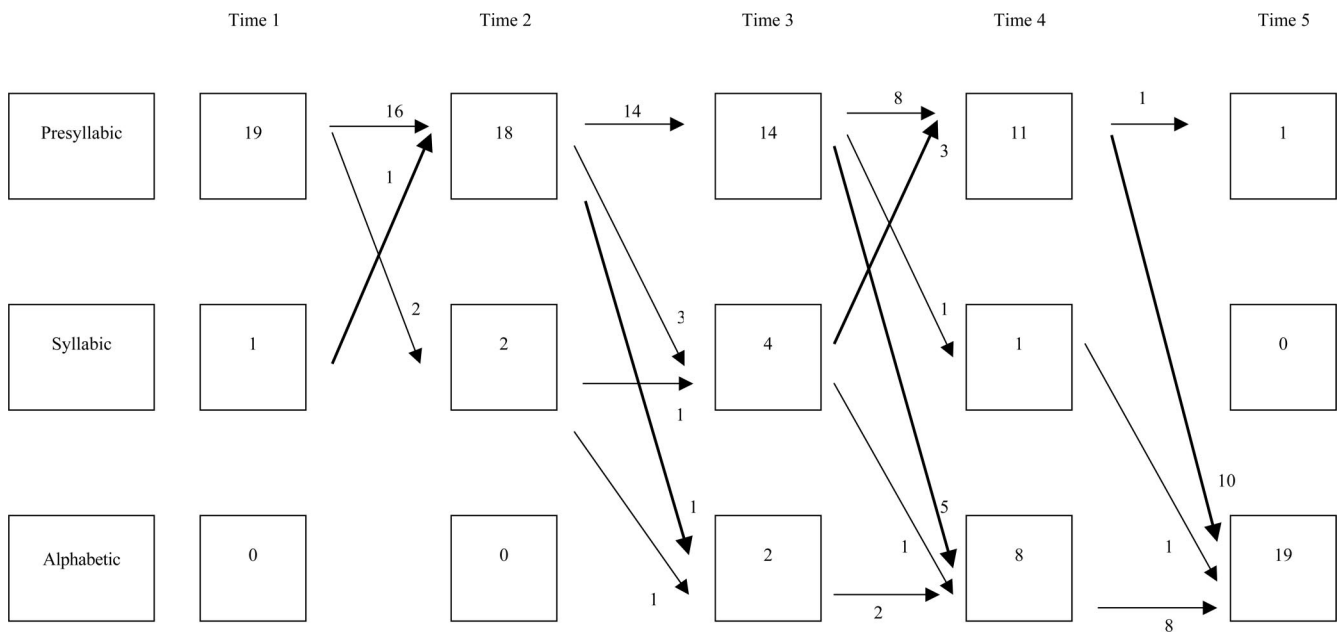 Time 1 Time 2 Time 3 Time 4 Time 5
16 14 8 1
Presyllabic 19 18 14 11 1
3
1
2 3 1
Syllabic 1 2 4 1 0
1
10
1 5
1 1
Alphabetic 0 0 2 8 19
1 2 8